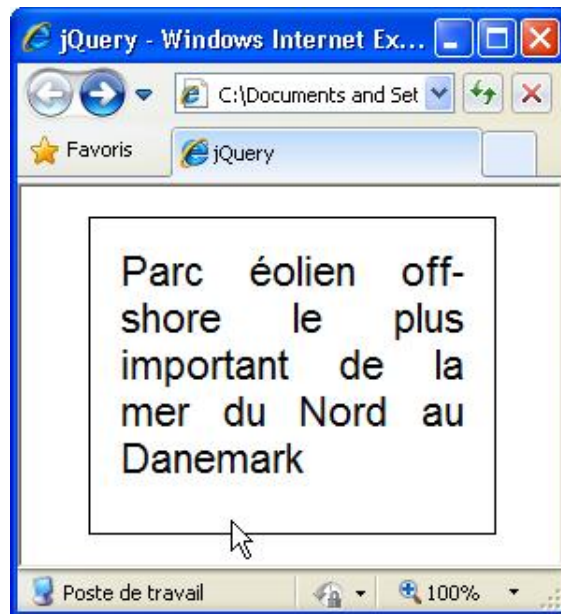 jQuery - Windows Internet Ex...
C:\Documents and Set
Favoris
jQuery
Parc éolien off-
shore le plus
important de la
mer du Nord au
Danemark
Poste de travail 100%